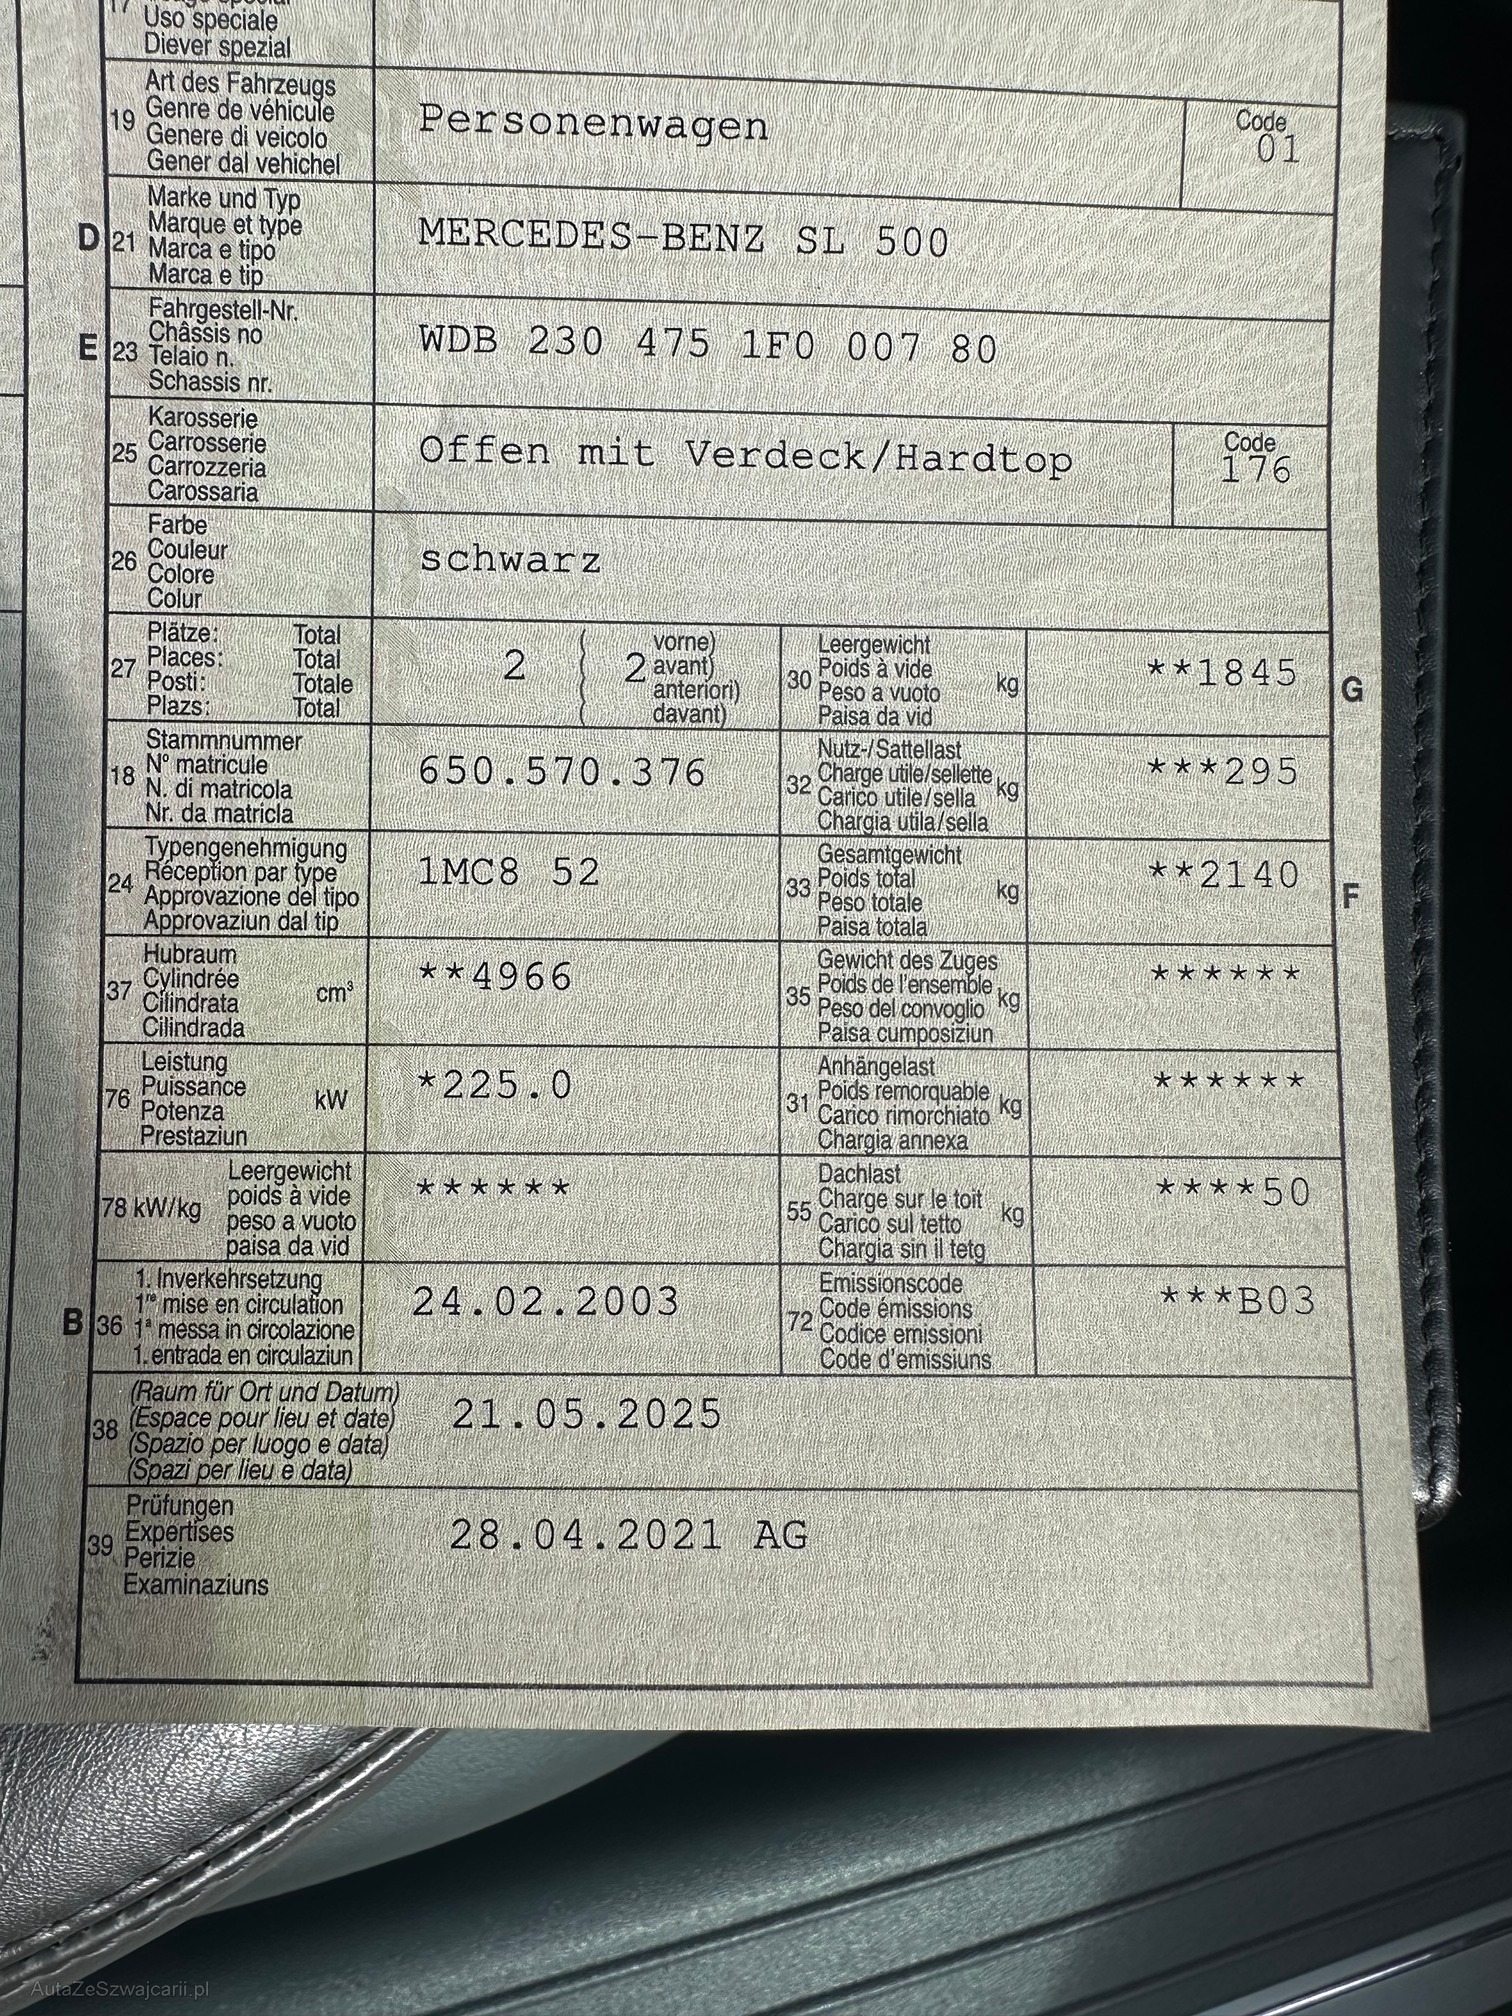 17
Uso speciale
Diever spezial
19 Art des Fahrzeugs
Genre de véhicule
Genere di veicolo
Gener dal vehichel
Personenwagen
Code
01
D 21 Marke und Typ
Marque et type
Marca e tipo
Marca e tip
MERCEDES-BENZ SL 500
E 23 Fahrgestell-Nr.
Châssis no
Telaio n.
Schassis nr.
WDB 230 475 1F0 007 80
25 Karosserie
Carrosserie
Carrozzeria
Carossaria
Offen mit Verdeck/Hardtop
Code
176
26 Farbe
Couleur
Colore
Colur
schwarz
27 Plätze: Total
Places: Total
Posti: Totale
Plazs: Total
2 ( 2 vorne)
avant)
anteriori)
davant)
30 Leergewicht
Poids à vide
Peso a vuoto
Paisa da vid
kg
**1845
G
18 Stammnummer
N° matricule
N. di matricola
Nr. da matricla
650.570.376
32 Nutz-/Sattellast
Charge utile/sellette
Carico utile/sella
Chargia utila/sella
kg
***295
24 Typengenehmigung
Réception par type
Approvazione del tipo
Approvaziun dal tip
1MC8 52
33 Gesamtgewicht
Poids total
Peso totale
Paisa totala
kg
**2140
F
37 Hubraum
Cylindrée
Cilindrata
Cilindrada
cm³
**4966
35 Gewicht des Zuges
Poids de l'ensemble
Peso del convoglio
Paisa cumposiziun
kg
******
76 Leistung
Puissance
Potenza
Prestaziun
kW
*225.0
31 Anhängelast
Poids remorquable
Carico rimorchiato
Chargia annexa
kg
******
78 kW/kg
Leergewicht
poids à vide
peso a vuoto
paisa da vid
******
55 Dachlast
Charge sur le toit
Carico sul tetto
Chargia sin il tetg
kg
****50
B 36 1. Inverkehrsetzung
1re mise en circulation
1a messa in circolazione
1. entrada en circulaziun
24.02.2003
72 Emissionscode
Code émissions
Codice emissioni
Code d'emissiuns
***B03
38 (Raum für Ort und Datum)
(Espace pour lieu et date)
(Spazio per luogo e data)
(Spazi per lieu e data)
21.05.2025
39 Prüfungen
Expertises
Perizie
Examinaziuns
28.04.2021 AG
AutaZeSzwajcarii.pl